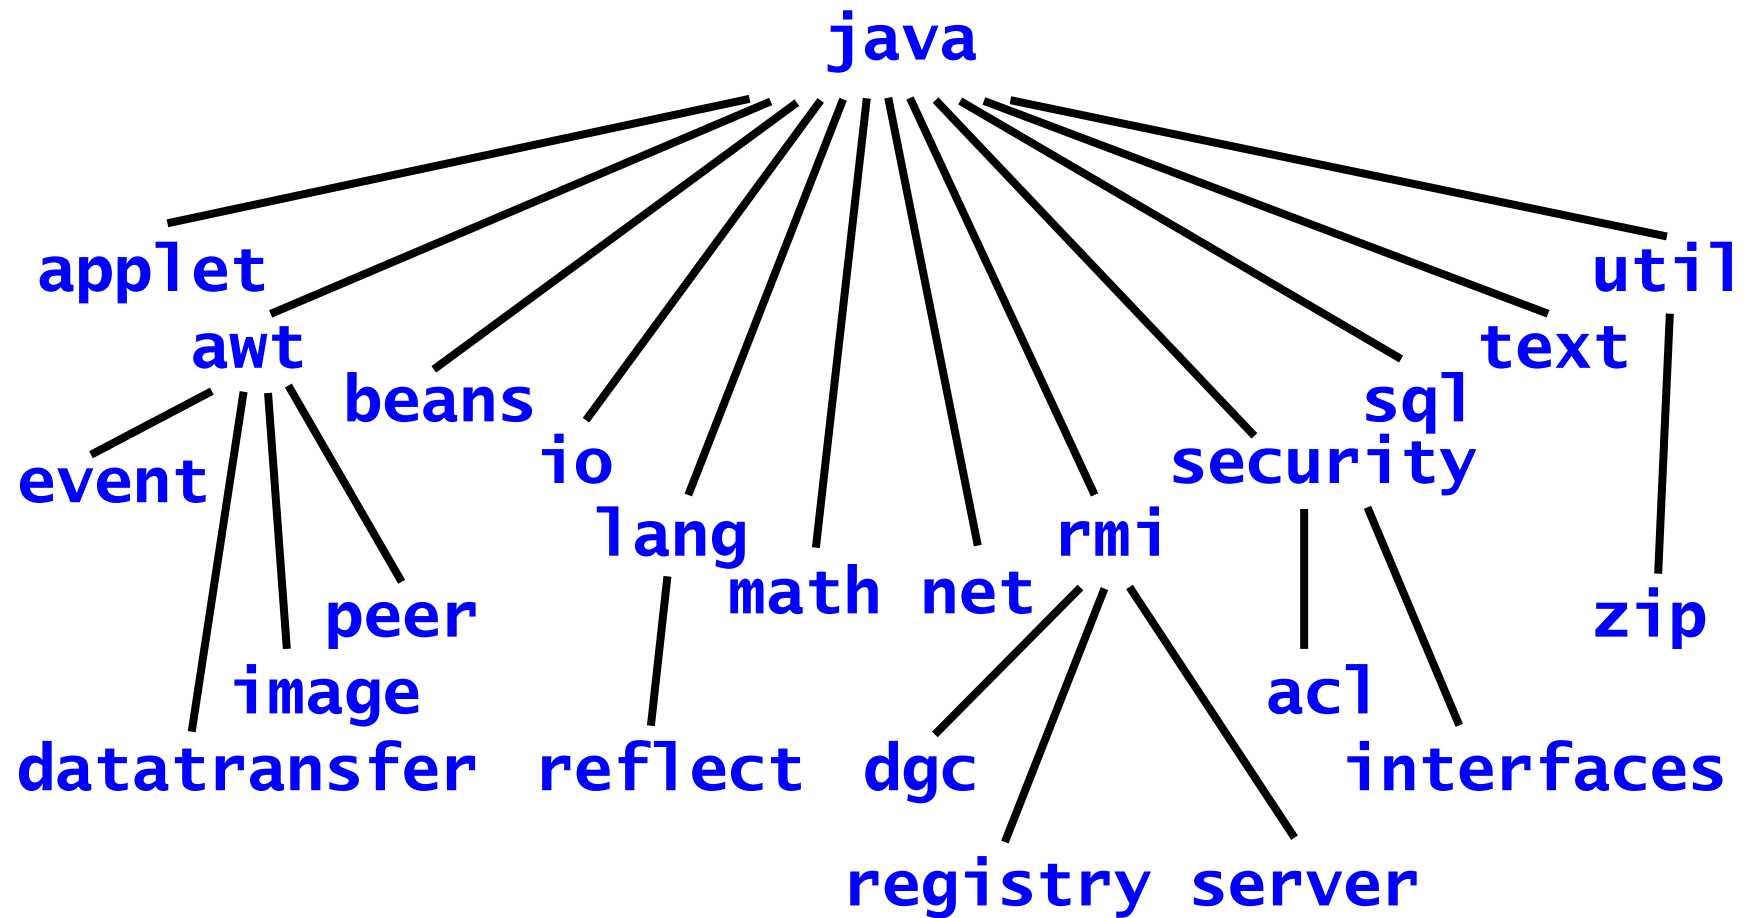 java
applet
util
awt
text
beans
sql
io
security
event
lang
rmi
math net
peer
zip
image
acl
datatransfer
reflect
dgc
interfaces
registry server